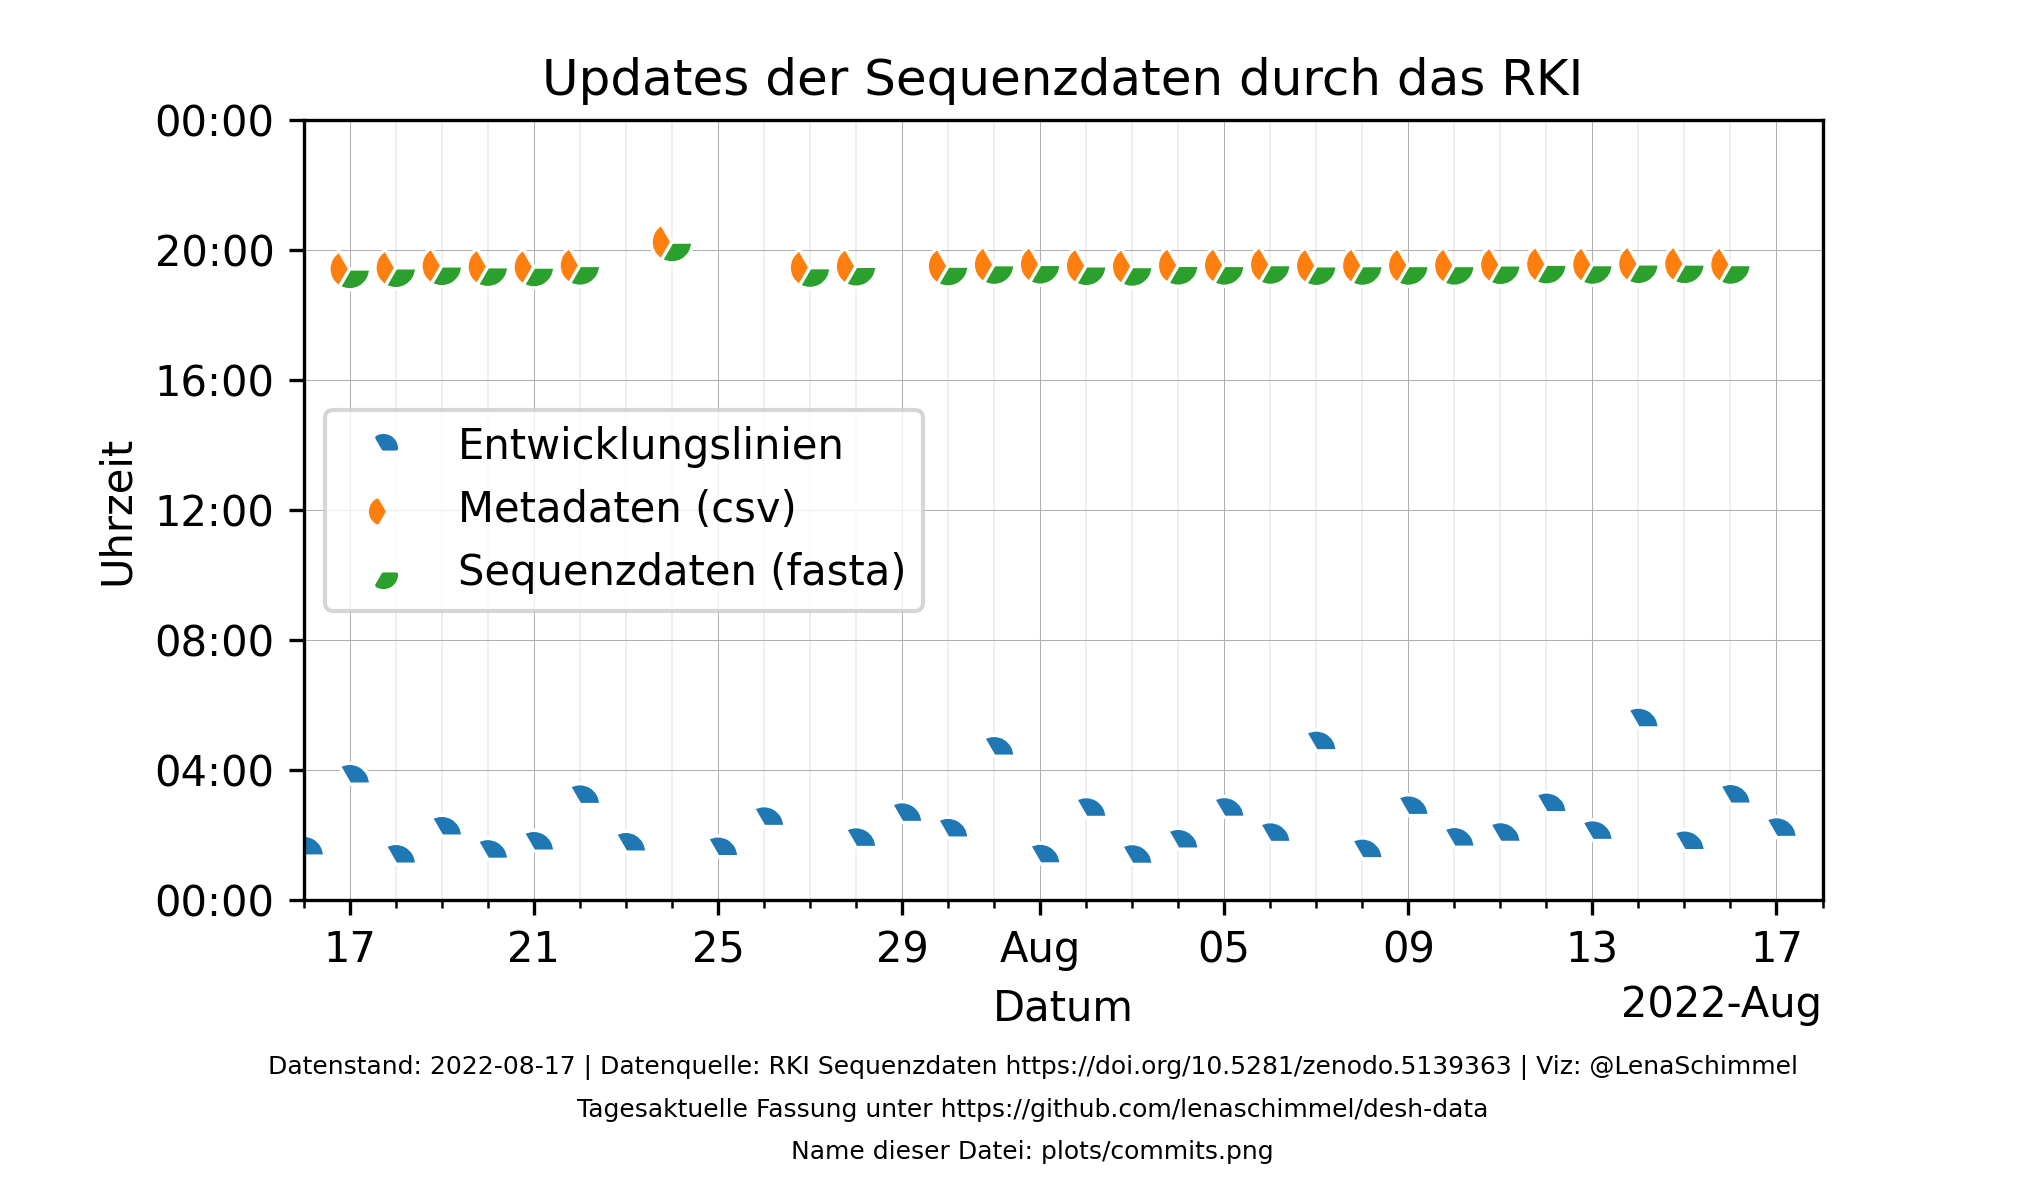 Updates der Sequenzdaten durch das RKI
00:00
20:00
16:00
12:00
08:00
04:00
00:00
Uhrzeit
Entwicklungslinien
Metadaten (csv)
Sequenzdaten (fasta)
17 21 25 29 Aug 05 09 13 17
Datum
2022-Aug
Datenstand: 2022-08-17 | Datenquelle: RKI Sequenzdaten https://doi.org/10.5281/zenodo.5139363 | Viz: @LenaSchimmel
Tagesaktuelle Fassung unter https://github.com/lenaschimmel/desh-data
Name dieser Datei: plots/commits.png